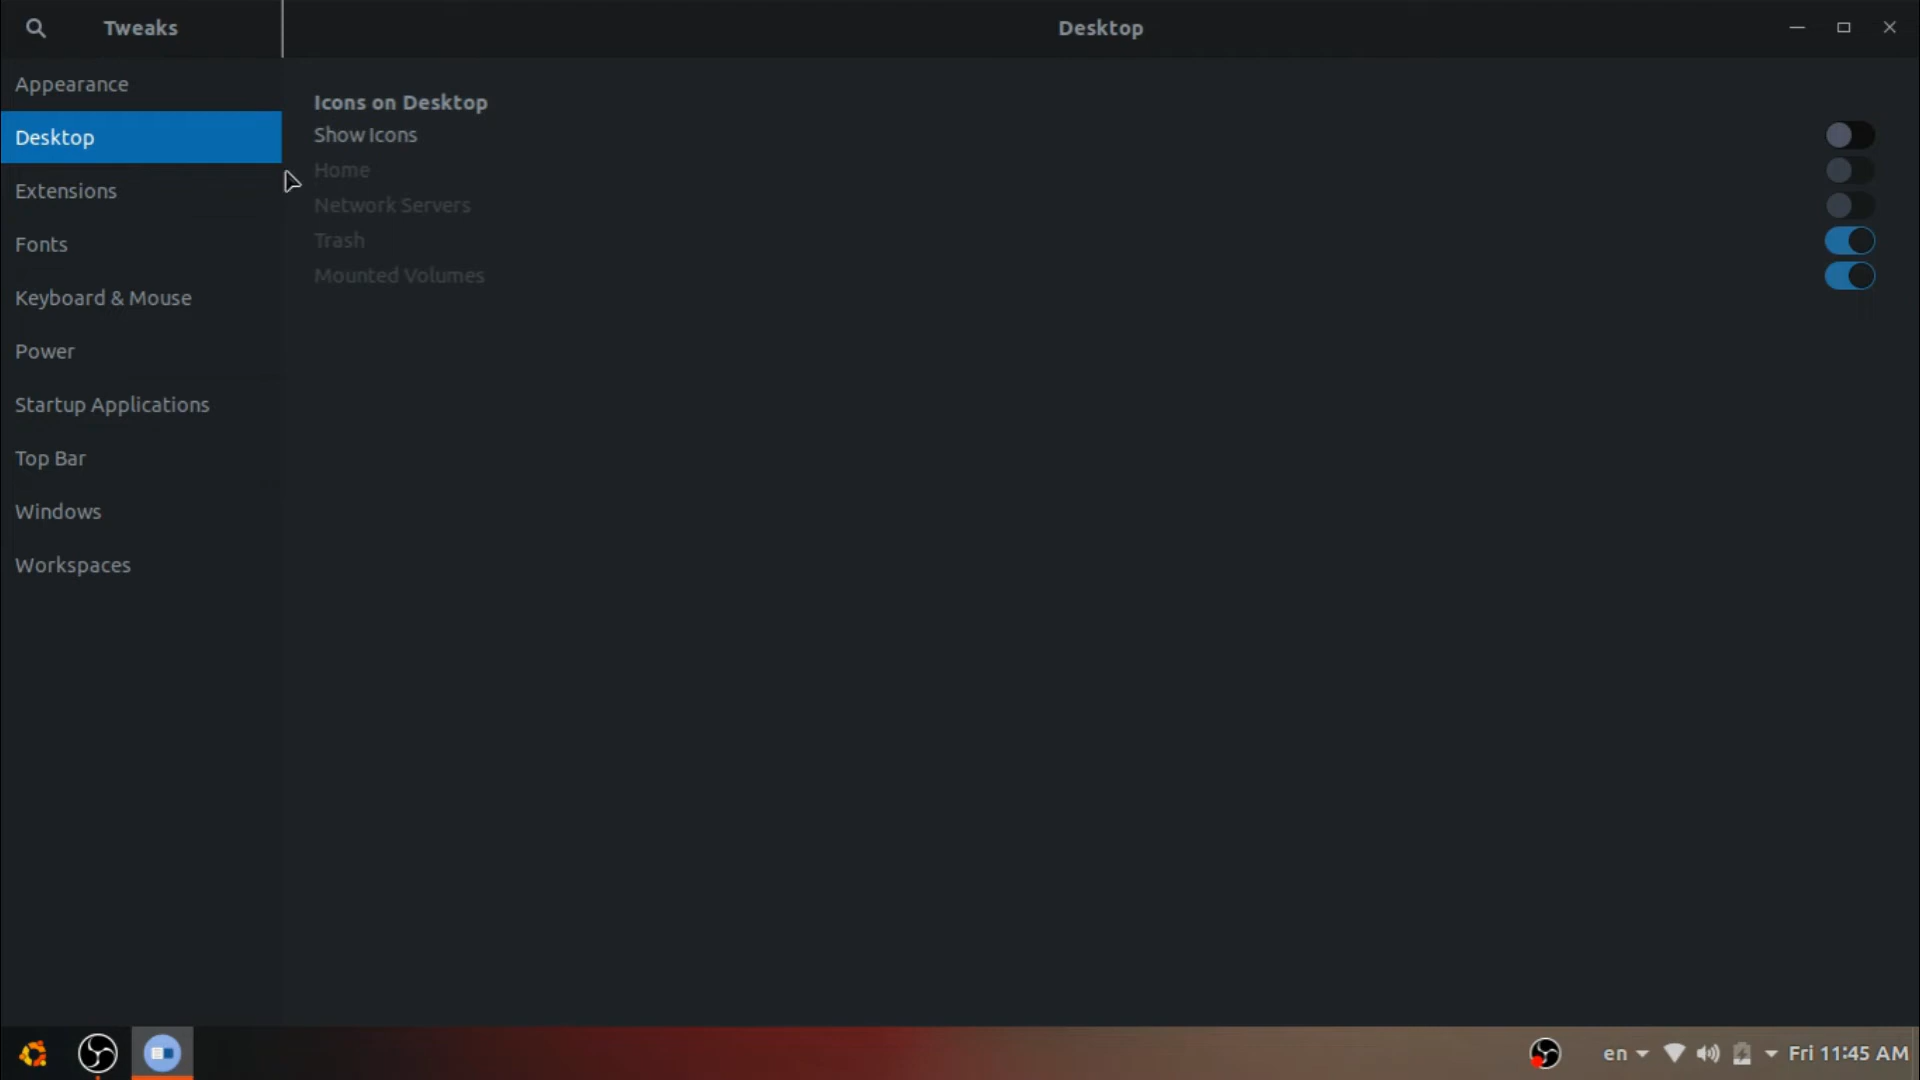 Tweaks
Desktop
Appearance
Desktop
Extensions
Fonts
Keyboard & Mouse
Power
Startup Applications
Top Bar
Windows
Workspaces
Icons on Desktop
Show Icons
Home
Network Servers
Trash
Mounted Volumes
en
Fri 11:45 AM